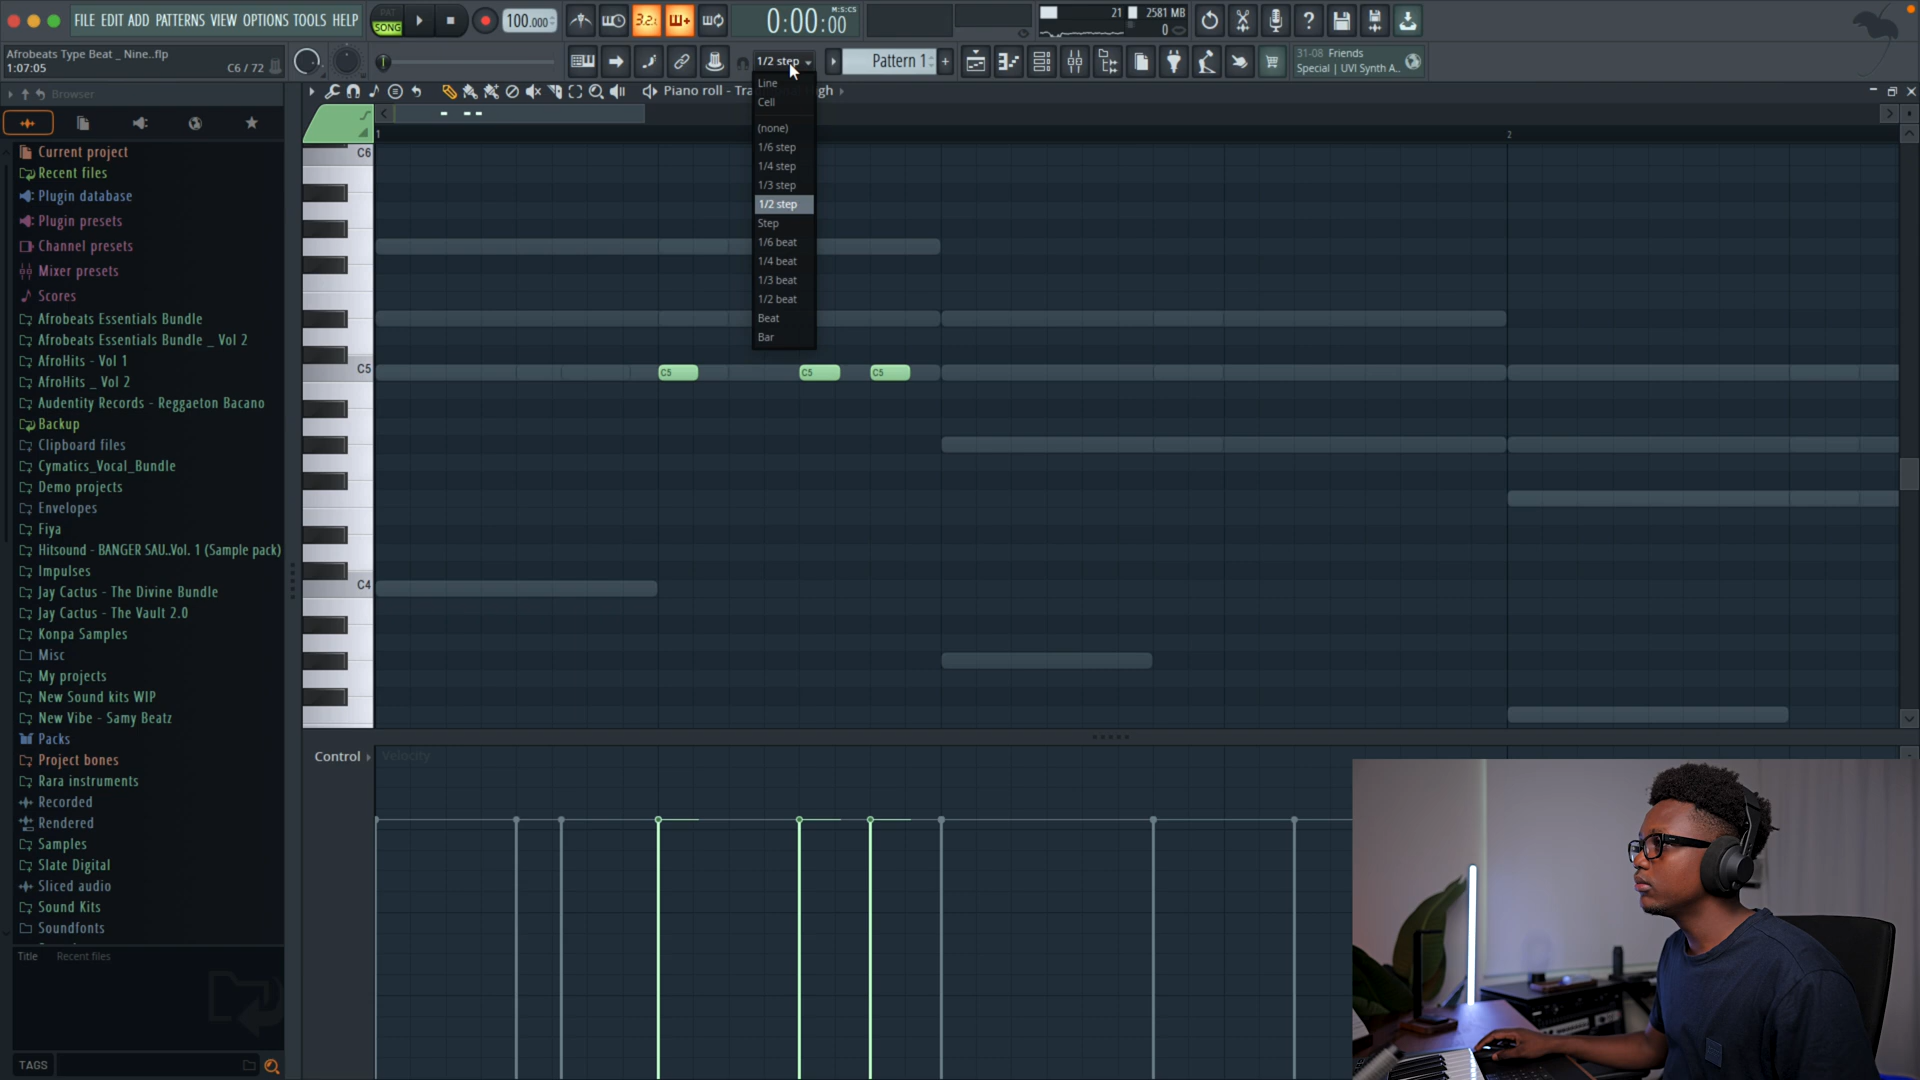 FILE EDIT ADD PATTERNS VIEW OPTIONS TOOLS HELP
PAT
SONG
100.000
3.2.
0:00:00
M:S:CS
21
2581 MB
0
Afrobeats Type Beat _ Nine..flp
1:07:05
C6 / 72
1/2 step
Pattern 1
+
31-08 Friends
Special | UVI Synth A..
Browser
Piano roll - Tra
gh
Line
Cell
(none)
1/6 step
1/4 step
1/3 step
1/2 step
Step
1/6 beat
1/4 beat
1/3 beat
1/2 beat
Beat
Bar
Current project
Recent files
Plugin database
Plugin presets
Channel presets
Mixer presets
Scores
Afrobeats Essentials Bundle
Afrobeats Essentials Bundle _ Vol 2
AfroHits - Vol 1
AfroHits _ Vol 2
Audentity Records - Reggaeton Bacano
Backup
Clipboard files
Cymatics_Vocal_Bundle
Demo projects
Envelopes
Fiya
Hitsound - BANGER SAU..Vol. 1 (Sample pack)
Impulses
Jay Cactus - The Divine Bundle
Jay Cactus - The Vault 2.0
Konpa Samples
Misc
My projects
New Sound kits WIP
New Vibe - Samy Beatz
Packs
Project bones
Rara instruments
Recorded
Rendered
Samples
Slate Digital
Sliced audio
Sound Kits
Soundfonts
Title
Recent files
TAGS
1
2
C6
C5
C5
C5
C5
C4
Control
Velocity